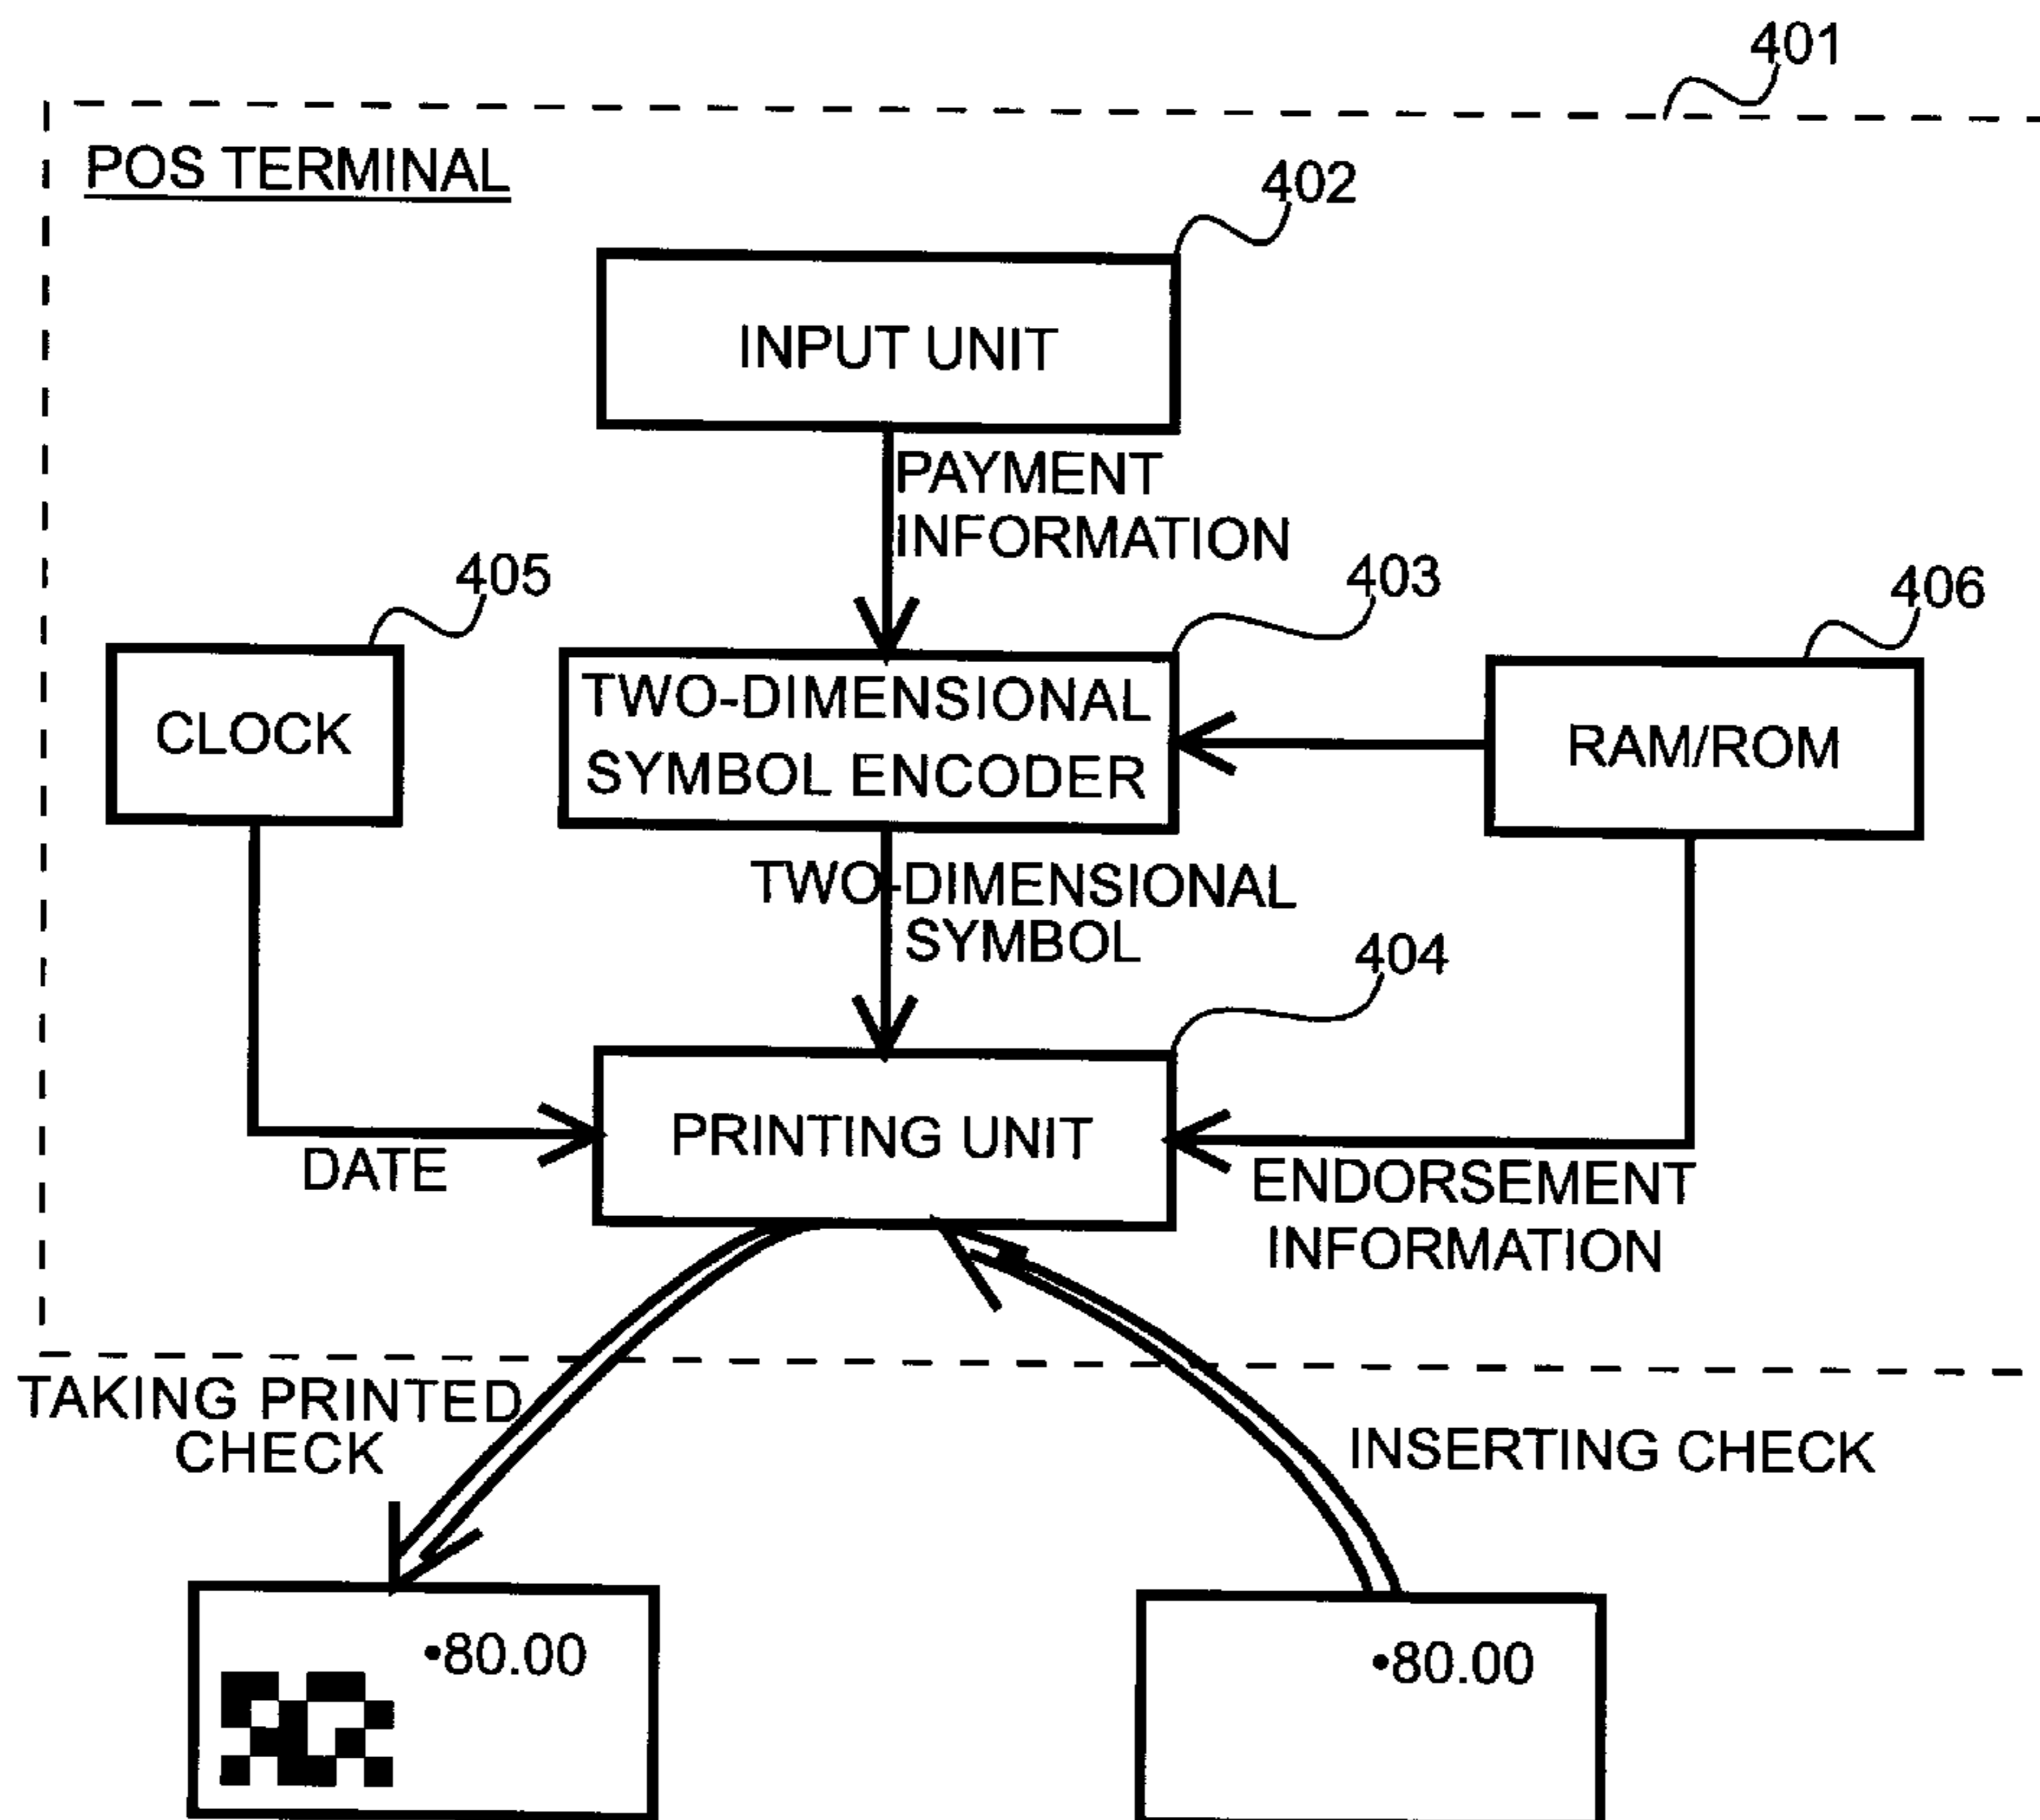 401
POS TERMINAL
402
INPUT UNIT
PAYMENT
INFORMATION
405
403
406
CLOCK
TWO-DIMENSIONAL
SYMBOL ENCODER
RAM/ROM
TWO-DIMENSIONAL
SYMBOL
404
PRINTING UNIT
DATE
ENDORSEMENT
INFORMATION
TAKING PRINTED
CHECK
INSERTING CHECK
•80.00
•80.00